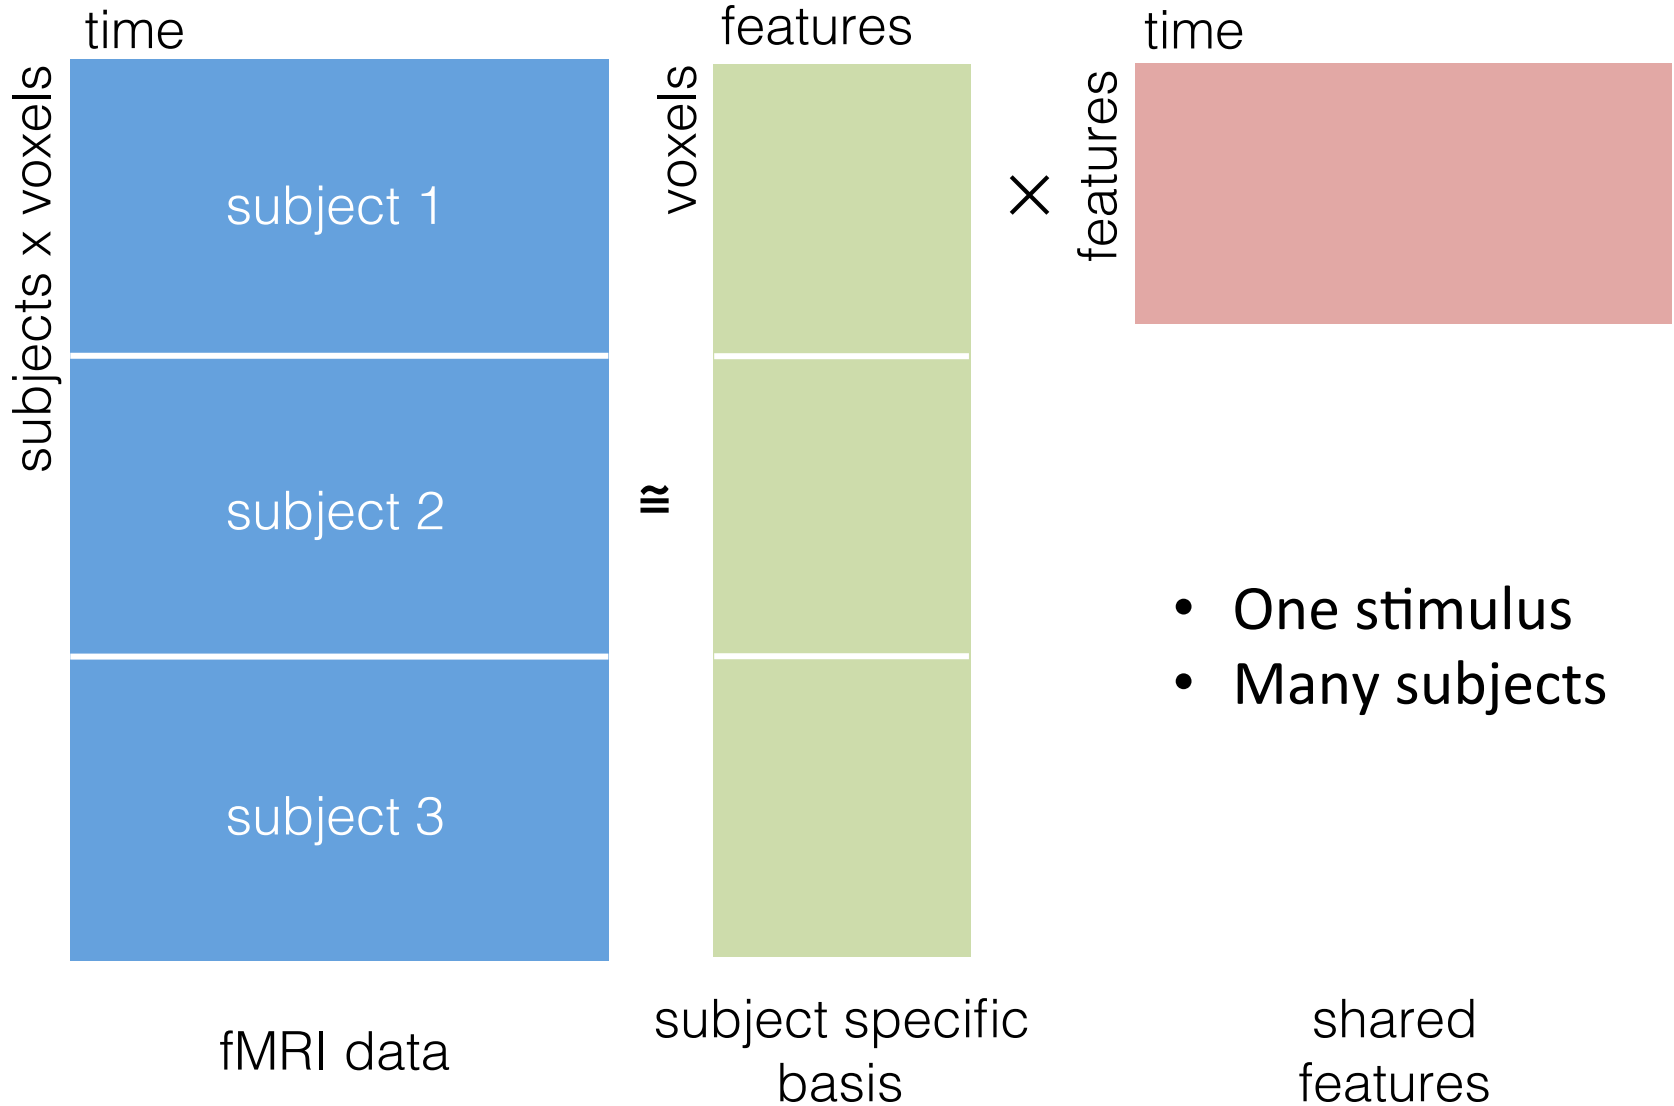 time
features
time
subjects x voxels
voxels
features
subject 1
×
subject 2
≅
• One stimulus
• Many subjects
subject 3
fMRI data
subject specific
basis
shared
features